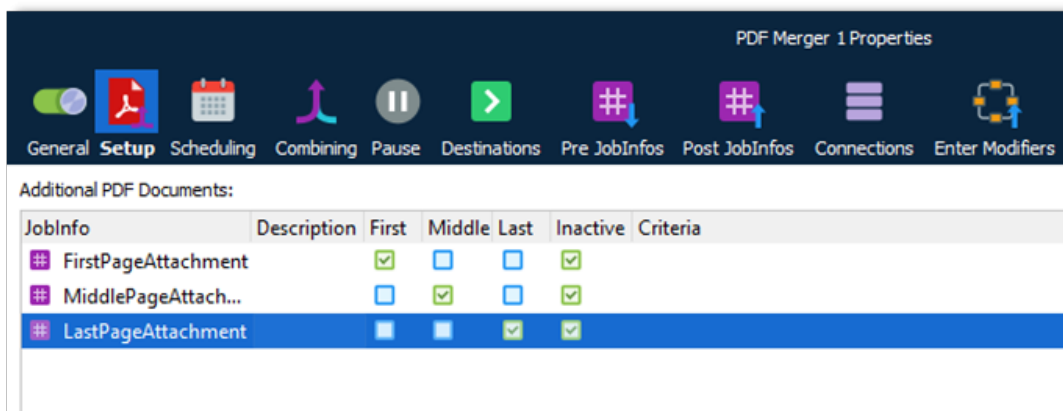 PDF Merger 1 Properties
General Setup Scheduling Combining Pause Destinations Pre JobInfos Post JobInfos Connections Enter Modifiers
Additional PDF Documents:
JobInfo Description First Middle Last Inactive Criteria
FirstPageAttachment
MiddlePageAttach...
LastPageAttachment